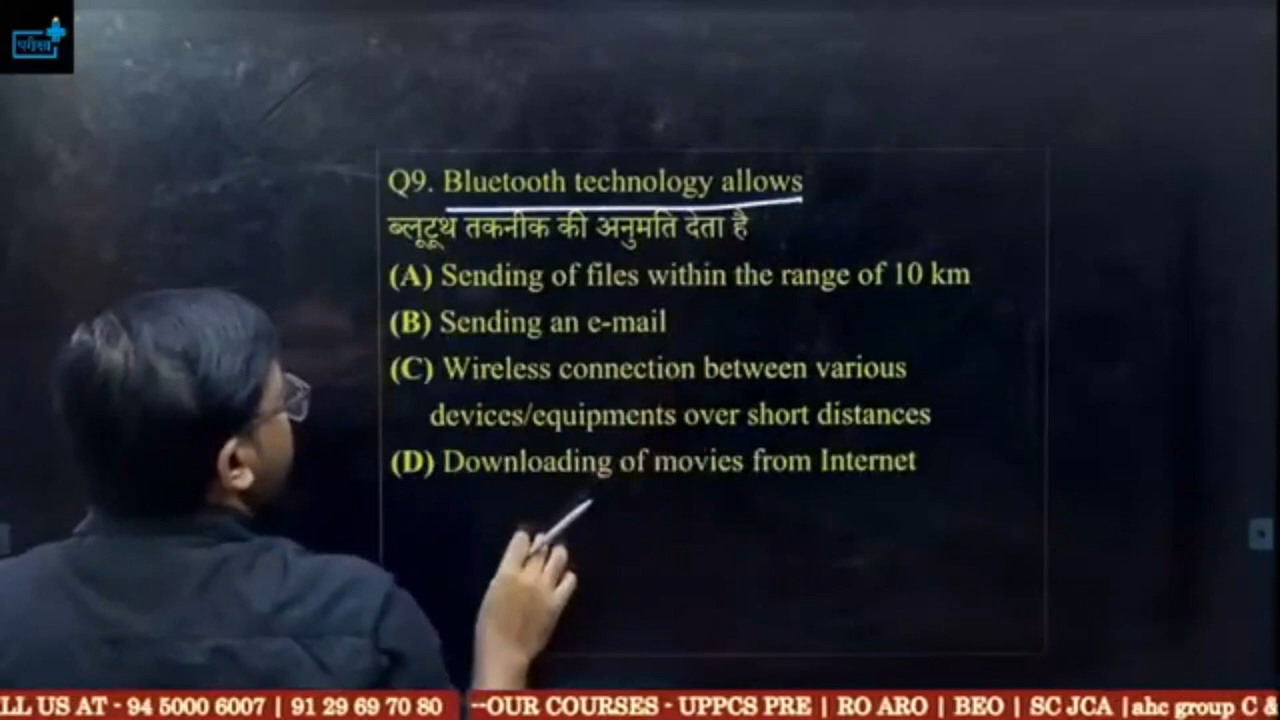 परीक्षा
Q9. Bluetooth technology allows
ब्लूटूथ तकनीक की अनुमति देता है
(A) Sending of files within the range of 10 km
(B) Sending an e-mail
(C) Wireless connection between various
devices/equipments over short distances
(D) Downloading of movies from Internet
LL US AT - 94 5000 6007 | 91 29 69 70 80 --OUR COURSES - UPPCS PRE | RO ARO | BEO | SC JCA |ahc group C &